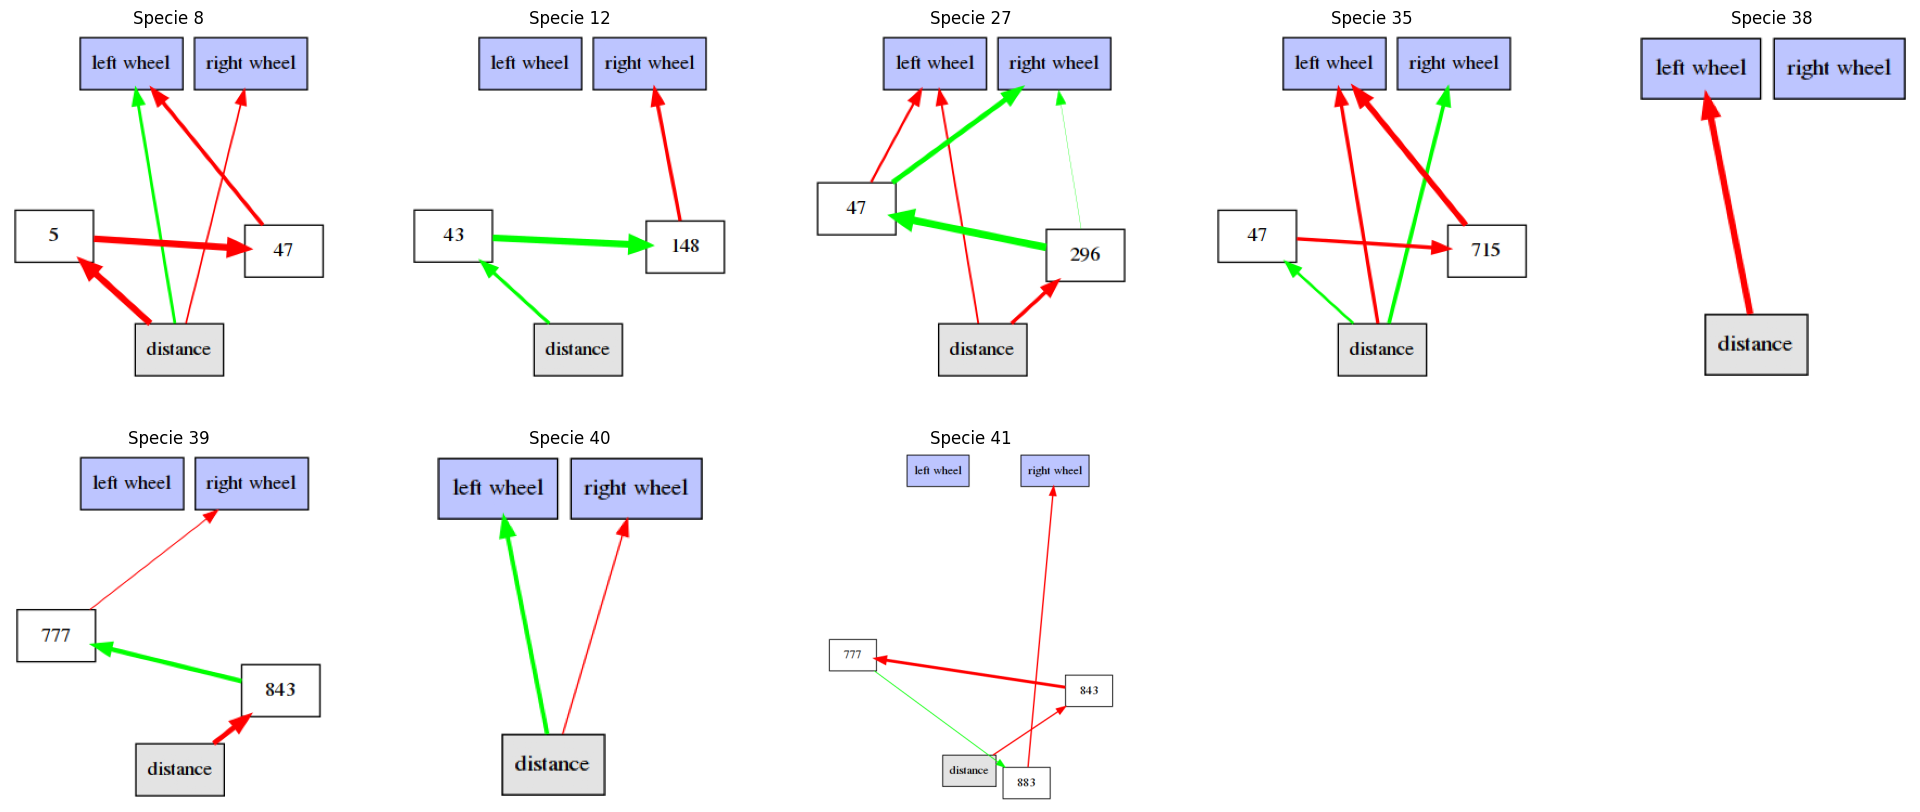 Specie 8
left wheel right wheel
5
47
distance
Specie 12
left wheel right wheel
43
148
distance
Specie 27
left wheel right wheel
47
296
distance
Specie 35
left wheel right wheel
47
715
distance
Specie 38
left wheel right wheel
distance
Specie 39
left wheel right wheel
777
843
distance
Specie 40
left wheel right wheel
distance
Specie 41
left wheel right wheel
777
843
distance
883